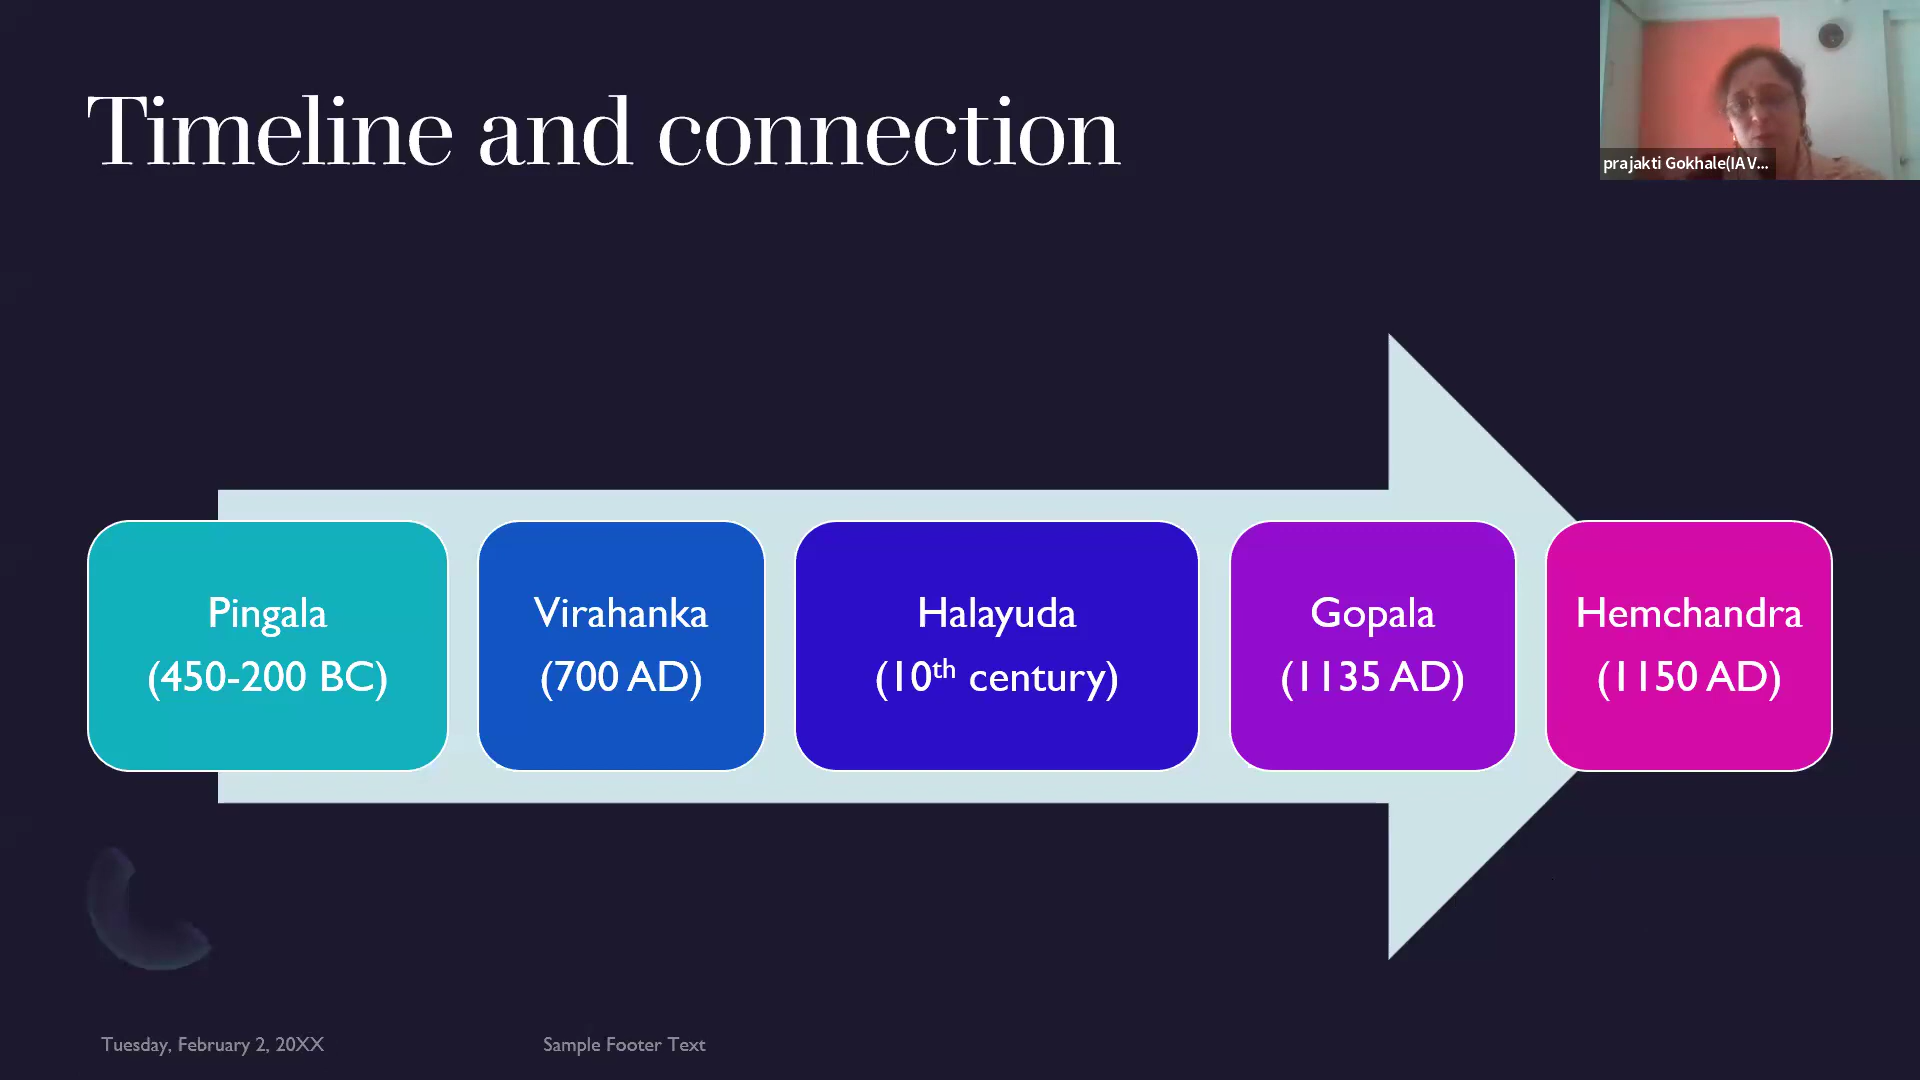 Timeline and connection
prajakti Gokhale(IAV...
Pingala
(450-200 BC)
Virahanka
(700 AD)
Halayuda
(10th century)
Gopala
(1135 AD)
Hemchandra
(1150 AD)
Tuesday, February 2, 20XX
Sample Footer Text